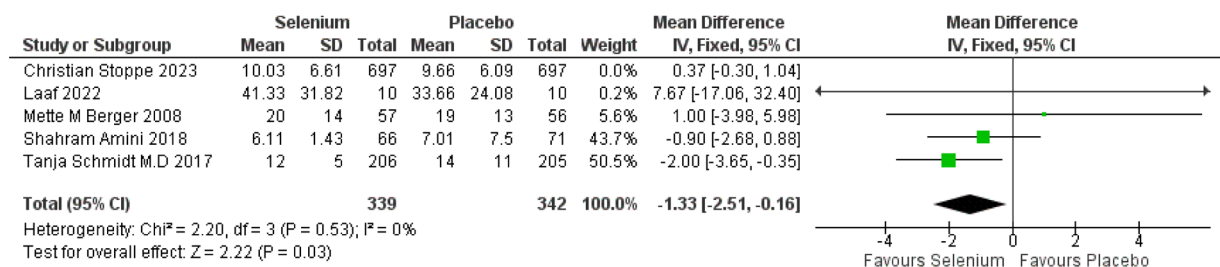 Selenium Placebo Mean Difference Mean Difference
Study or Subgroup Mean SD Total Mean SD Total Weight IV, Fixed, 95% CI IV, Fixed, 95% CI
Christian Stoppe 2023 10.03 6.61 697 9.66 6.09 697 0.0% 0.37 [-0.30, 1.04]
Laaf 2022 41.33 31.82 10 33.66 24.08 10 0.2% 7.67 [-17.06, 32.40]
Mette M Berger 2008 20 14 57 19 13 56 5.6% 1.00 [-3.98, 5.98]
Shahram Amini 2018 6.11 1.43 66 7.01 7.5 71 43.7% -0.90 [-2.68, 0.88]
Tanja Schmidt M.D 2017 12 5 206 14 11 205 50.5% -2.00 [-3.65, -0.35]
Total (95% CI) 339 342 100.0% -1.33 [-2.51, -0.16]
Heterogeneity: Chi² = 2.20, df = 3 (P = 0.53); I² = 0%
Test for overall effect: Z = 2.22 (P = 0.03)
-4 -2 0 2 4
Favours Selenium Favours Placebo